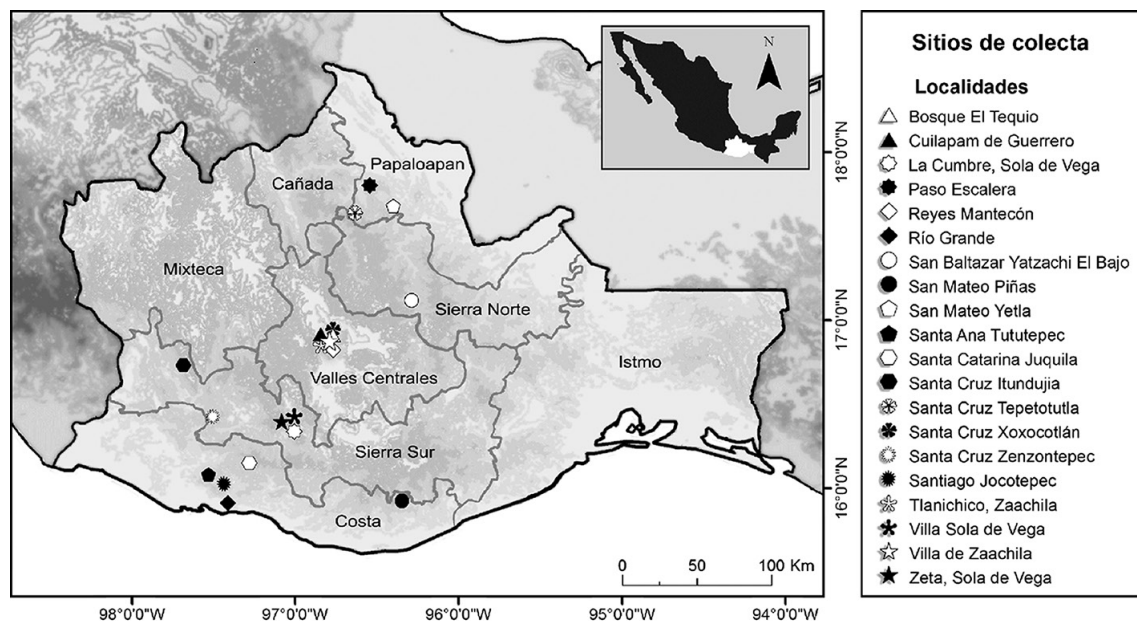 N
Papaloapan
Cañada
Mixteca
Sierra Norte
Istmo
Valles Centrales
Sierra Sur
Costa
0 50 100 Km
18°0'0"N
17°0'0"N
16°0'0"N
98°0'0"W 97°0'0"W 96°0'0"W 95°0'0"W 94°0'0"W
Sitios de colecta
Localidades
Bosque El Tequio
Cuilapam de Guerrero
La Cumbre, Sola de Vega
Paso Escalera
Reyes Mantecón
Río Grande
San Baltazar Yatzachi El Bajo
San Mateo Piñas
San Mateo Yetla
Santa Ana Tututepec
Santa Catarina Juquila
Santa Cruz Itundujia
Santa Cruz Tepetotutla
Santa Cruz Xoxocotlán
Santa Cruz Zenzontepec
Santiago Jocotepec
Tlanichico, Zaachila
Villa Sola de Vega
Villa de Zaachila
Zeta, Sola de Vega